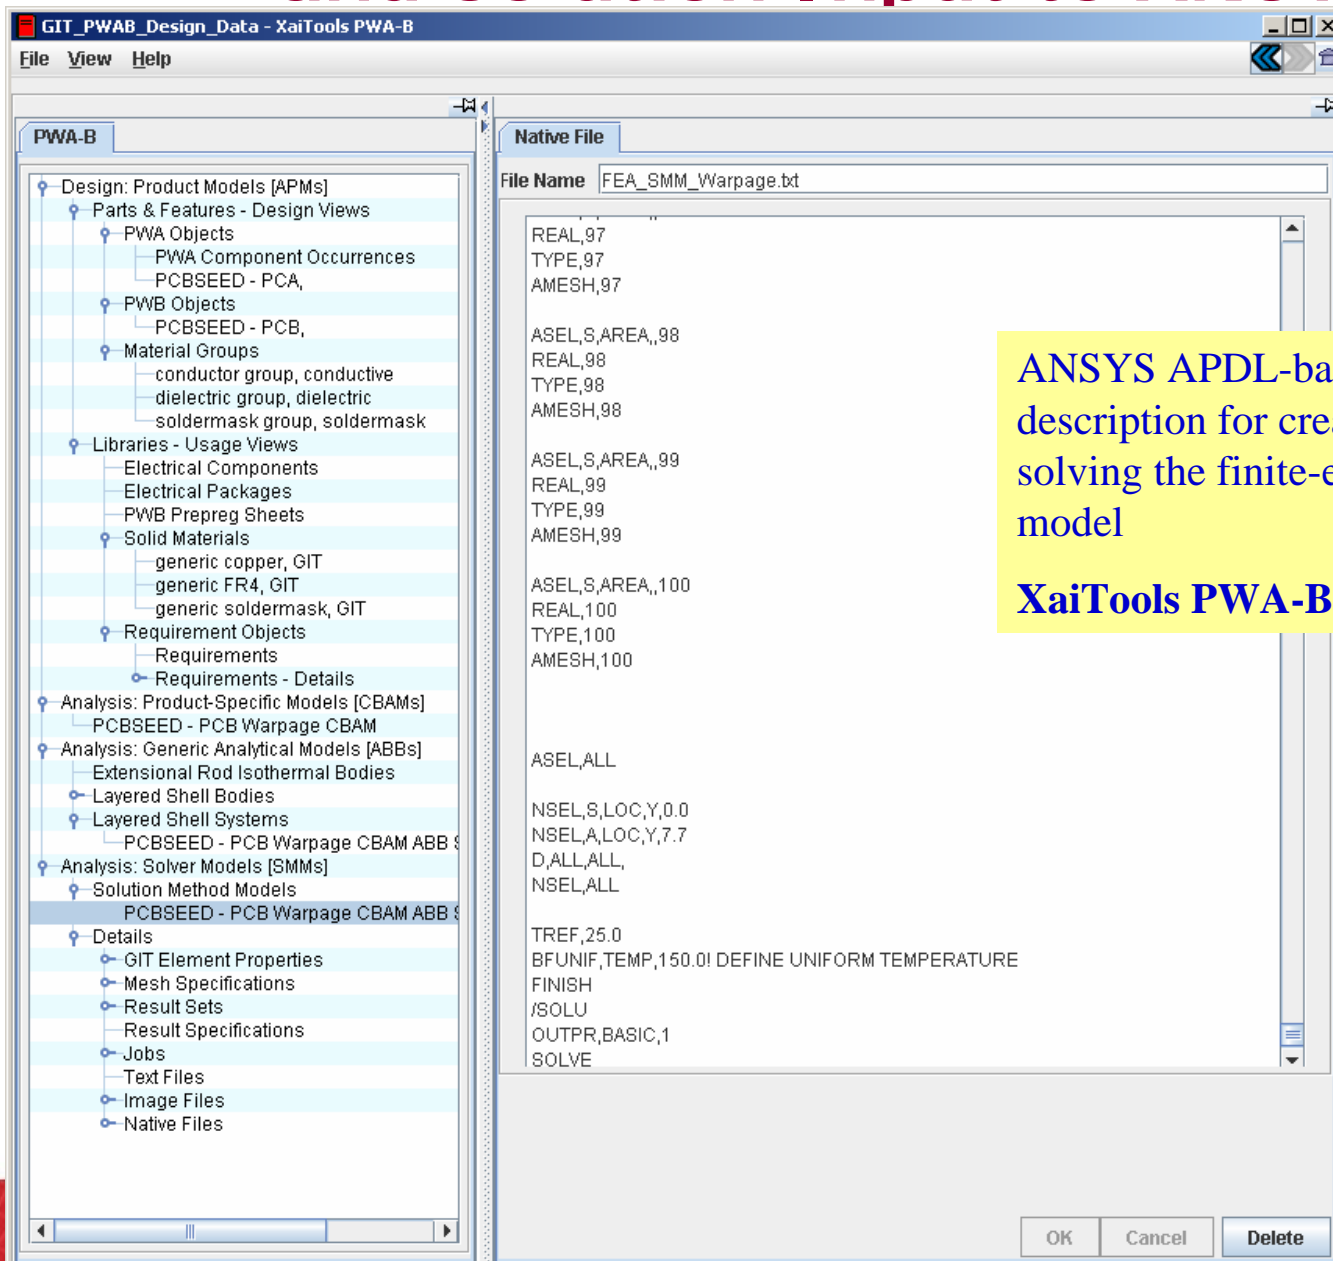 GIT_PWAB_Design_Data - XaiTools PWA-B
File View Help
PWA-B
Design: Product Models [APMs]
Parts & Features - Design Views
PWA Objects
PWA Component Occurrences
PCBSEED - PCA,
PWB Objects
PCBSEED - PCB,
Material Groups
conductor group, conductive
dielectric group, dielectric
soldermask group, soldermask
Libraries - Usage Views
Electrical Components
Electrical Packages
PWB Prepreg Sheets
Solid Materials
generic copper, GIT
generic FR4, GIT
generic soldermask, GIT
Requirement Objects
Requirements
Requirements - Details
Analysis: Product-Specific Models [CBAMs]
PCBSEED - PCB Warpage CBAM
Analysis: Generic Analytical Models [ABBs]
Extensional Rod Isothermal Bodies
Layered Shell Bodies
Layered Shell Systems
PCBSEED - PCB Warpage CBAM ABB S
Analysis: Solver Models [SMMs]
Solution Method Models
PCBSEED - PCB Warpage CBAM ABB S
Details
GIT Element Properties
Mesh Specifications
Result Sets
Result Specifications
Jobs
Text Files
Image Files
Native Files
Native File
File Name FEA_SMM_Warpage.txt
REAL,97
TYPE,97
AMESH,97
ASEL,S,AREA,,98
REAL,98
TYPE,98
AMESH,98
ASEL,S,AREA,,99
REAL,99
TYPE,99
AMESH,99
ASEL,S,AREA,,100
REAL,100
TYPE,100
AMESH,100
ASEL,ALL
NSEL,S,LOC,Y,0.0
NSEL,A,LOC,Y,7.7
D,ALL,ALL,
NSEL,ALL
TREF,25.0
BFUNIF,TEMP,150.0! DEFINE UNIFORM TEMPERATURE
FINISH
/SOLU
OUTPR,BASIC,1
SOLVE
ANSYS APDL-ba
description for crea
solving the finite-e
model
XaiTools PWA-B
OK Cancel Delete